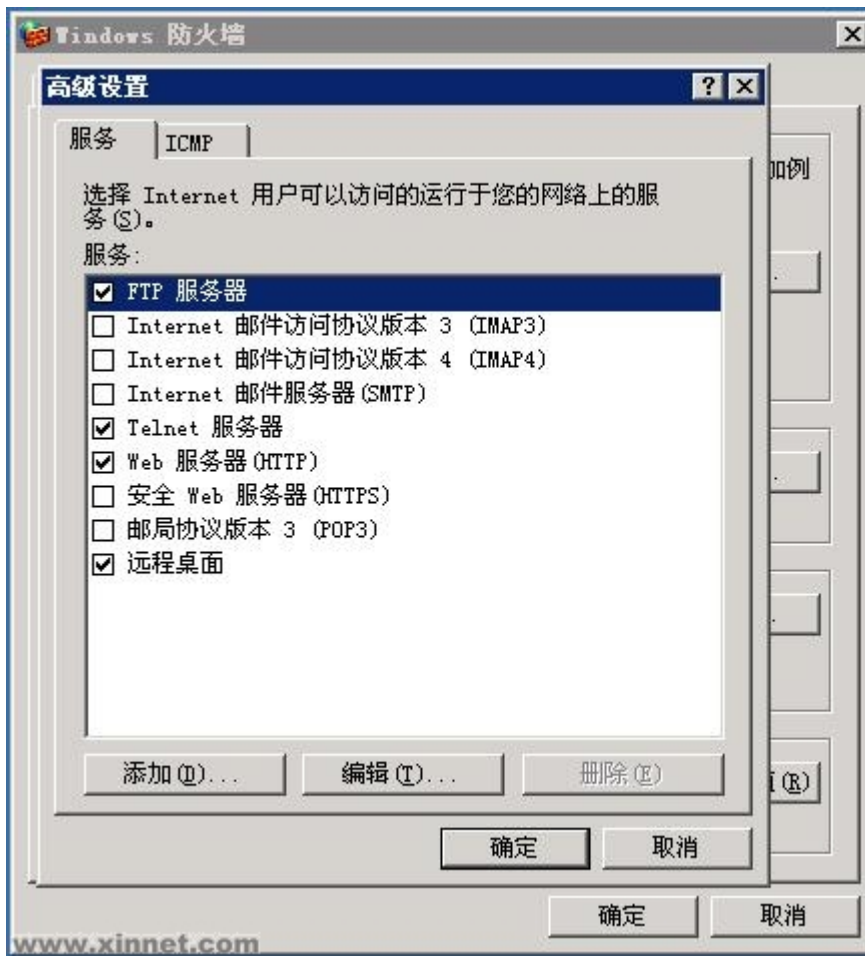 Windows 防火墙
高级设置
服务
ICMP
加例
选择 Internet 用户可以访问的运行于您的网络上的服
务(S)。
服务:
FTP 服务器
Internet 邮件访问协议版本 3 (IMAP3)
Internet 邮件访问协议版本 4 (IMAP4)
Internet 邮件服务器(SMTP)
Telnet 服务器
Web 服务器(HTTP)
安全 Web 服务器(HTTPS)
邮局协议版本 3 (POP3)
远程桌面
添加(D)...
编辑(T)...
删除(E)
(R)
确定
取消
确定
取消
www.xinnet.com